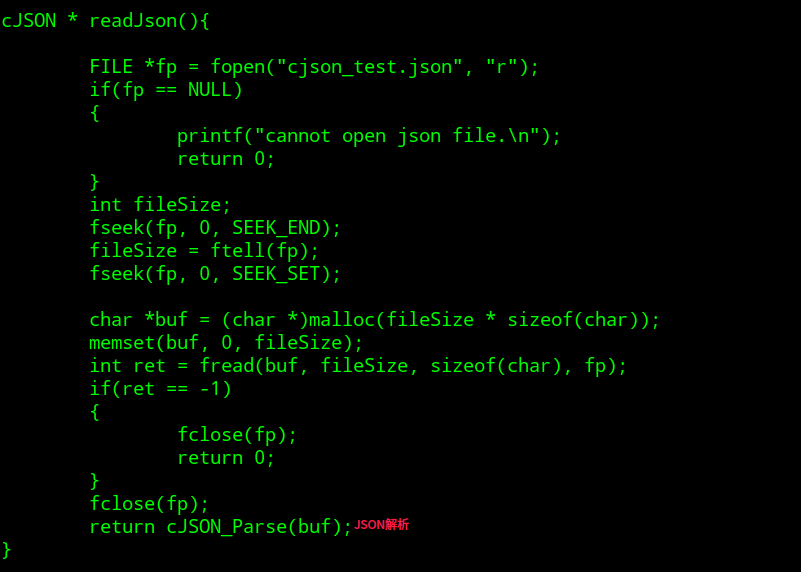 cJSON * readJson(){
FILE *fp = fopen("cjson_test.json", "r");
if(fp == NULL)
{
printf("cannot open json file.\n");
return 0;
}
int fileSize;
fseek(fp, 0, SEEK_END);
fileSize = ftell(fp);
fseek(fp, 0, SEEK_SET);
char *buf = (char *)malloc(fileSize * sizeof(char));
memset(buf, 0, fileSize);
int ret = fread(buf, fileSize, sizeof(char), fp);
if(ret == -1)
{
fclose(fp);
return 0;
}
fclose(fp);
return cJSON_Parse(buf);JSON解析
}